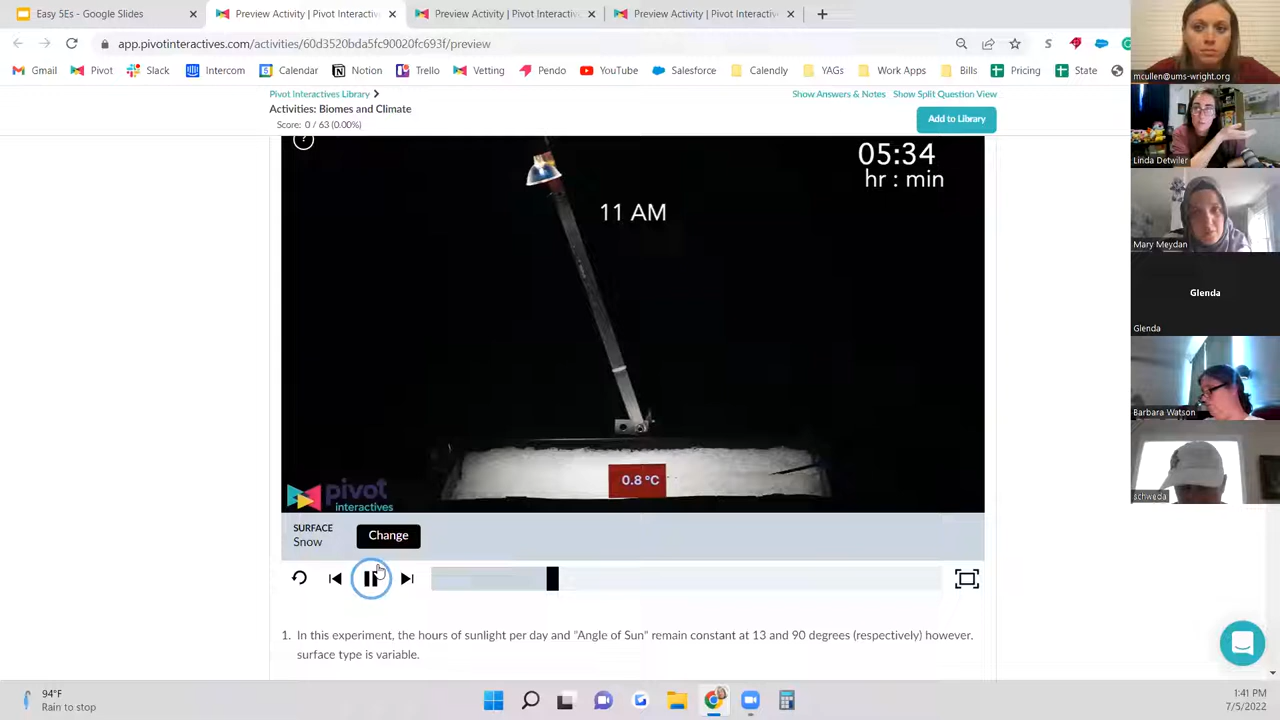 Easy 5Es - Google Slides
Preview Activity | Pivot Interactives
Preview Activity | Pivot Interactives
Preview Activity | Pivot Interactives
app.pivotinteractives.com/activities/60d3520bda5fc90020fc103f/preview
Gmail
Pivot
Slack
Intercom
Calendar
Notion
Trello
Vetting
Pendo
YouTube
Salesforce
Calendly
YAGs
Work Apps
Bills
Pricing
State
Pivot Interactives Library
Show Answers & Notes
Show Split Question View
Activities: Biomes and Climate
Score: 0 / 63 (0.00%)
Add to Library
?
05:34
hr : min
11 AM
0.8 °C
pivot
interactives
SURFACE
Snow
Change
1. In this experiment, the hours of sunlight per day and "Angle of Sun" remain constant at 13 and 90 degrees (respectively) however.
surface type is variable.
mcullen@ums-wright.org
Linda Detwiler
Mary Meydan
Glenda
Glenda
Barbara Watson
schweda
94°F
Rain to stop
1:41 PM
7/5/2022